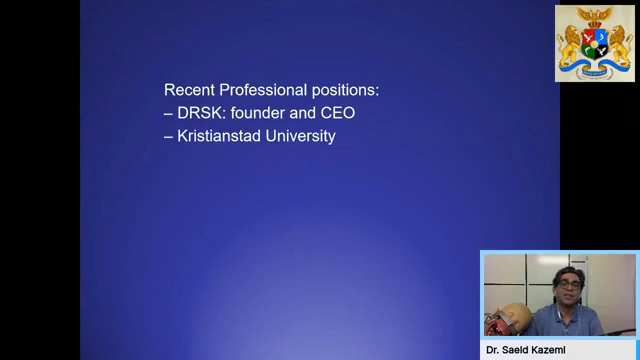 Recent Professional positions:
– DRSK: founder and CEO
– Kristianstad University
Dr. Saeid Kazemi